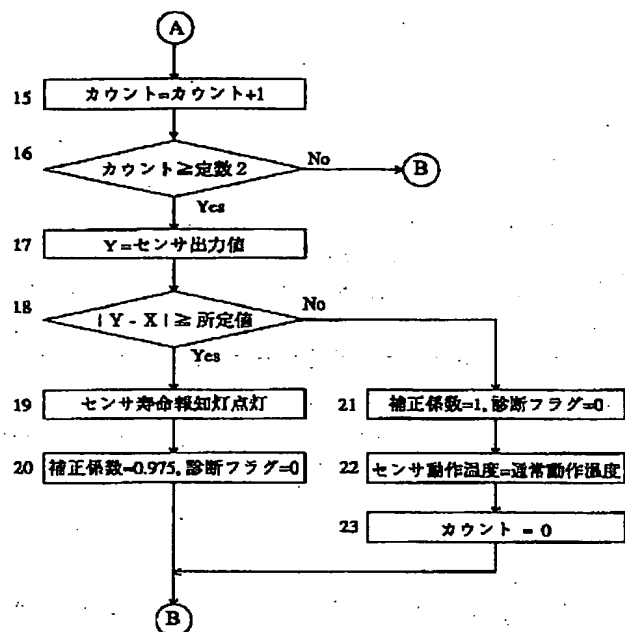 A
15 カウント=カウント+1
16 カウント≧定数2
No
B
Yes
17 Y=センサ出力値
18 |Y - X|≧所定値
No
Yes
19 センサ寿命報知灯点灯
20 補正係数=0.975.診断フラグ=0
21 補正係数=1.診断フラグ=0
22 センサ動作温度=通常動作温度
23 カウント = 0
B